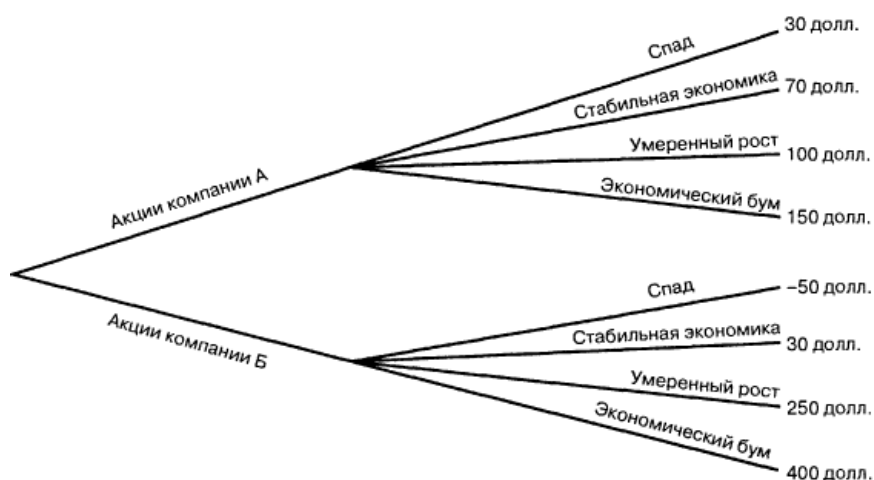 Спад
30 долл.
Стабильная экономика
70 долл.
Умеренный рост
100 долл.
Экономический бум
150 долл.
Акции компании А
Акции компании Б
Спад
–50 долл.
Стабильная экономика
30 долл.
Умеренный рост
250 долл.
Экономический бум
400 долл.